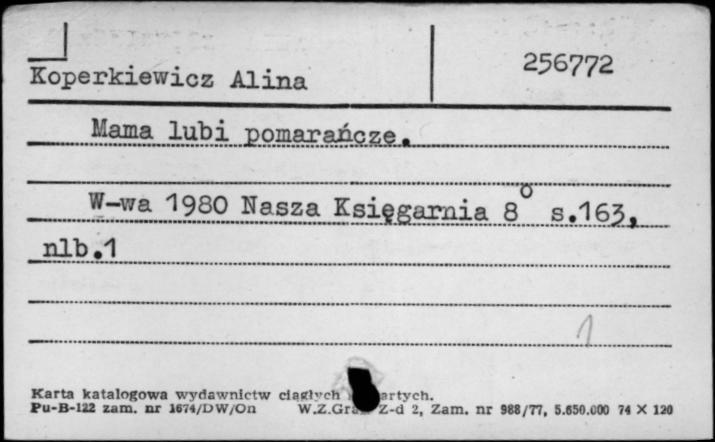 256772
Koperkiewicz Alina
Mama lubi pomarańcze.
W-wa 1980 Nasza Księgarnia 8° s.163,
nlb.1
1
Karta katalogowa wydawnictw ciągłych
Pu-B-122 zam. nr 1674/DW/On W.Z.Graf Z-d 2, Zam. nr 988/77, 5.650.000 74 X 120